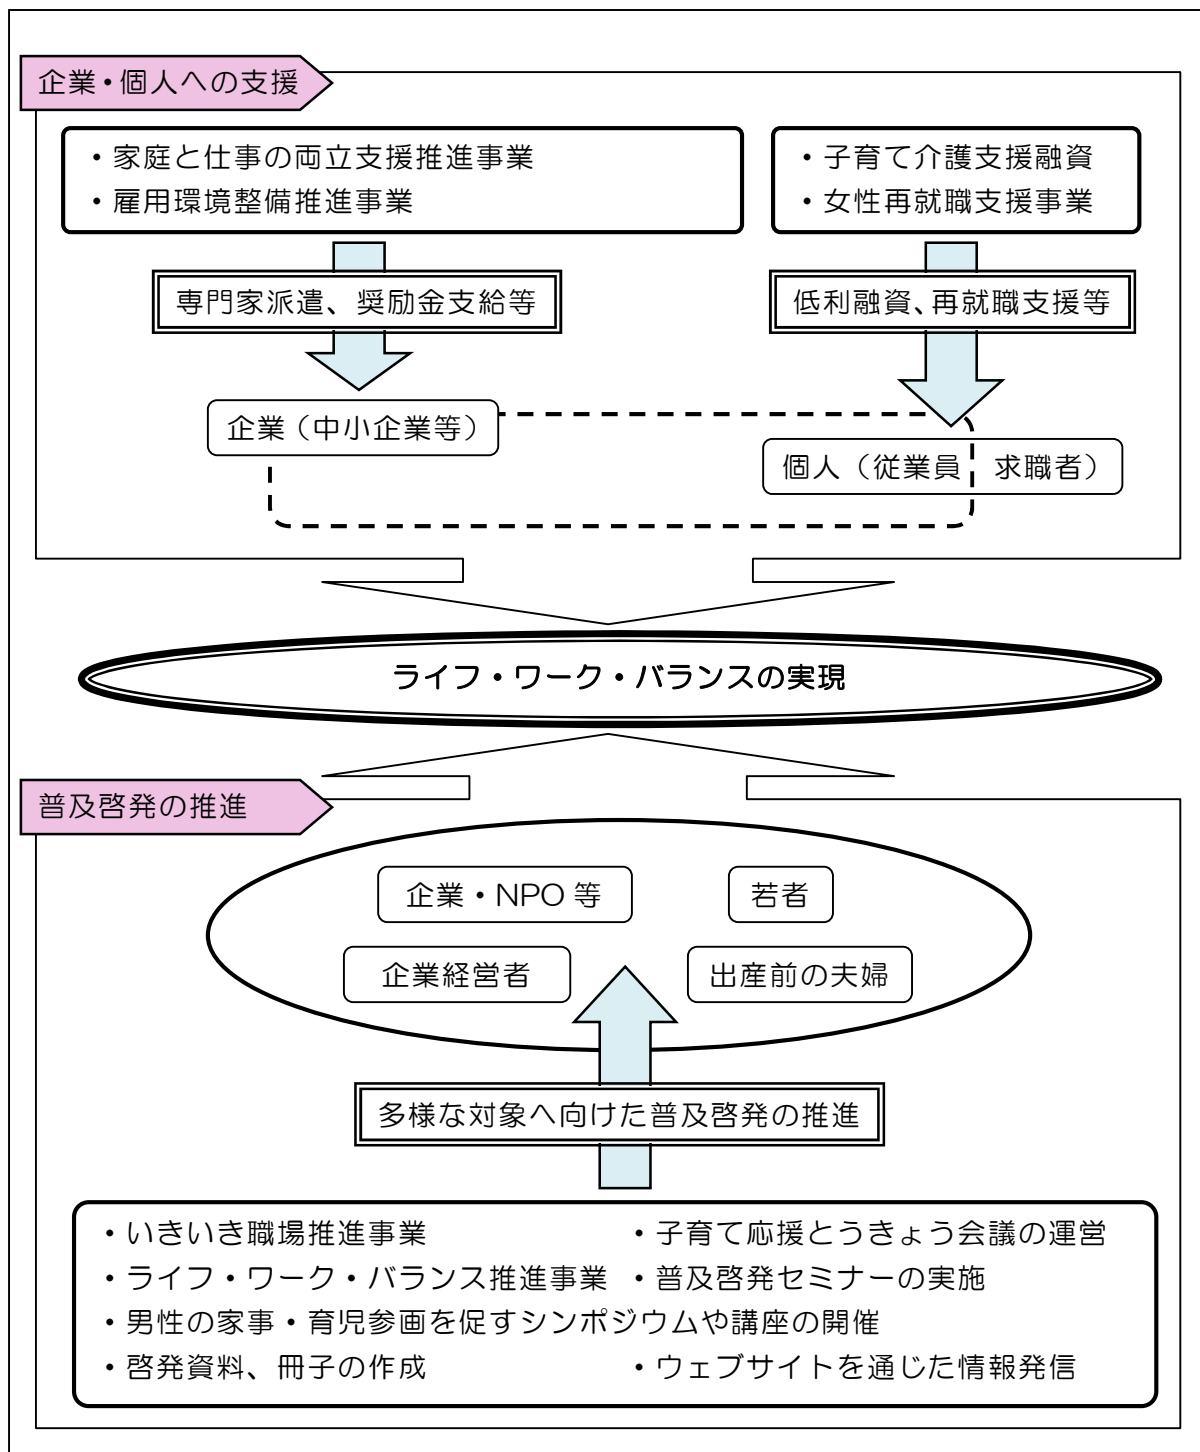 企業・個人への支援
・家庭と仕事の両立支援推進事業
・雇用環境整備推進事業
・子育て介護支援融資
・女性再就職支援事業
専門家派遣、奨励金支給等
低利融資、再就職支援等
企業（中小企業等）
個人（従業員 求職者）
ライフ・ワーク・バランスの実現
普及啓発の推進
企業・NPO 等
若者
企業経営者
出産前の夫婦
多様な対象へ向けた普及啓発の推進
・いきいき職場推進事業 ・子育て応援とうきょう会議の運営
・ライフ・ワーク・バランス推進事業 ・普及啓発セミナーの実施
・男性の家事・育児参画を促すシンポジウムや講座の開催
・啓発資料、冊子の作成 ・ウェブサイトを通じた情報発信